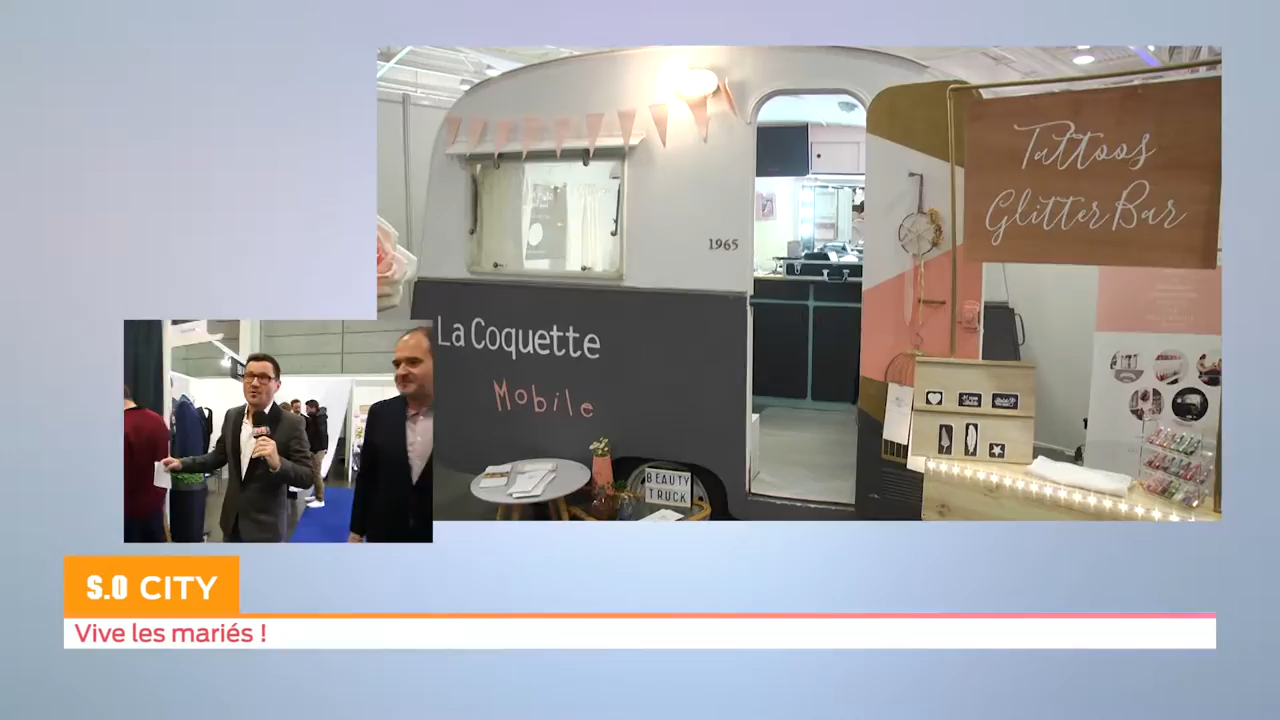 Tattoos
Glitter Bar
1965
La Coquette
Mobile
BEAUTY
TRUCK
S.O CITY
Vive les mariés !